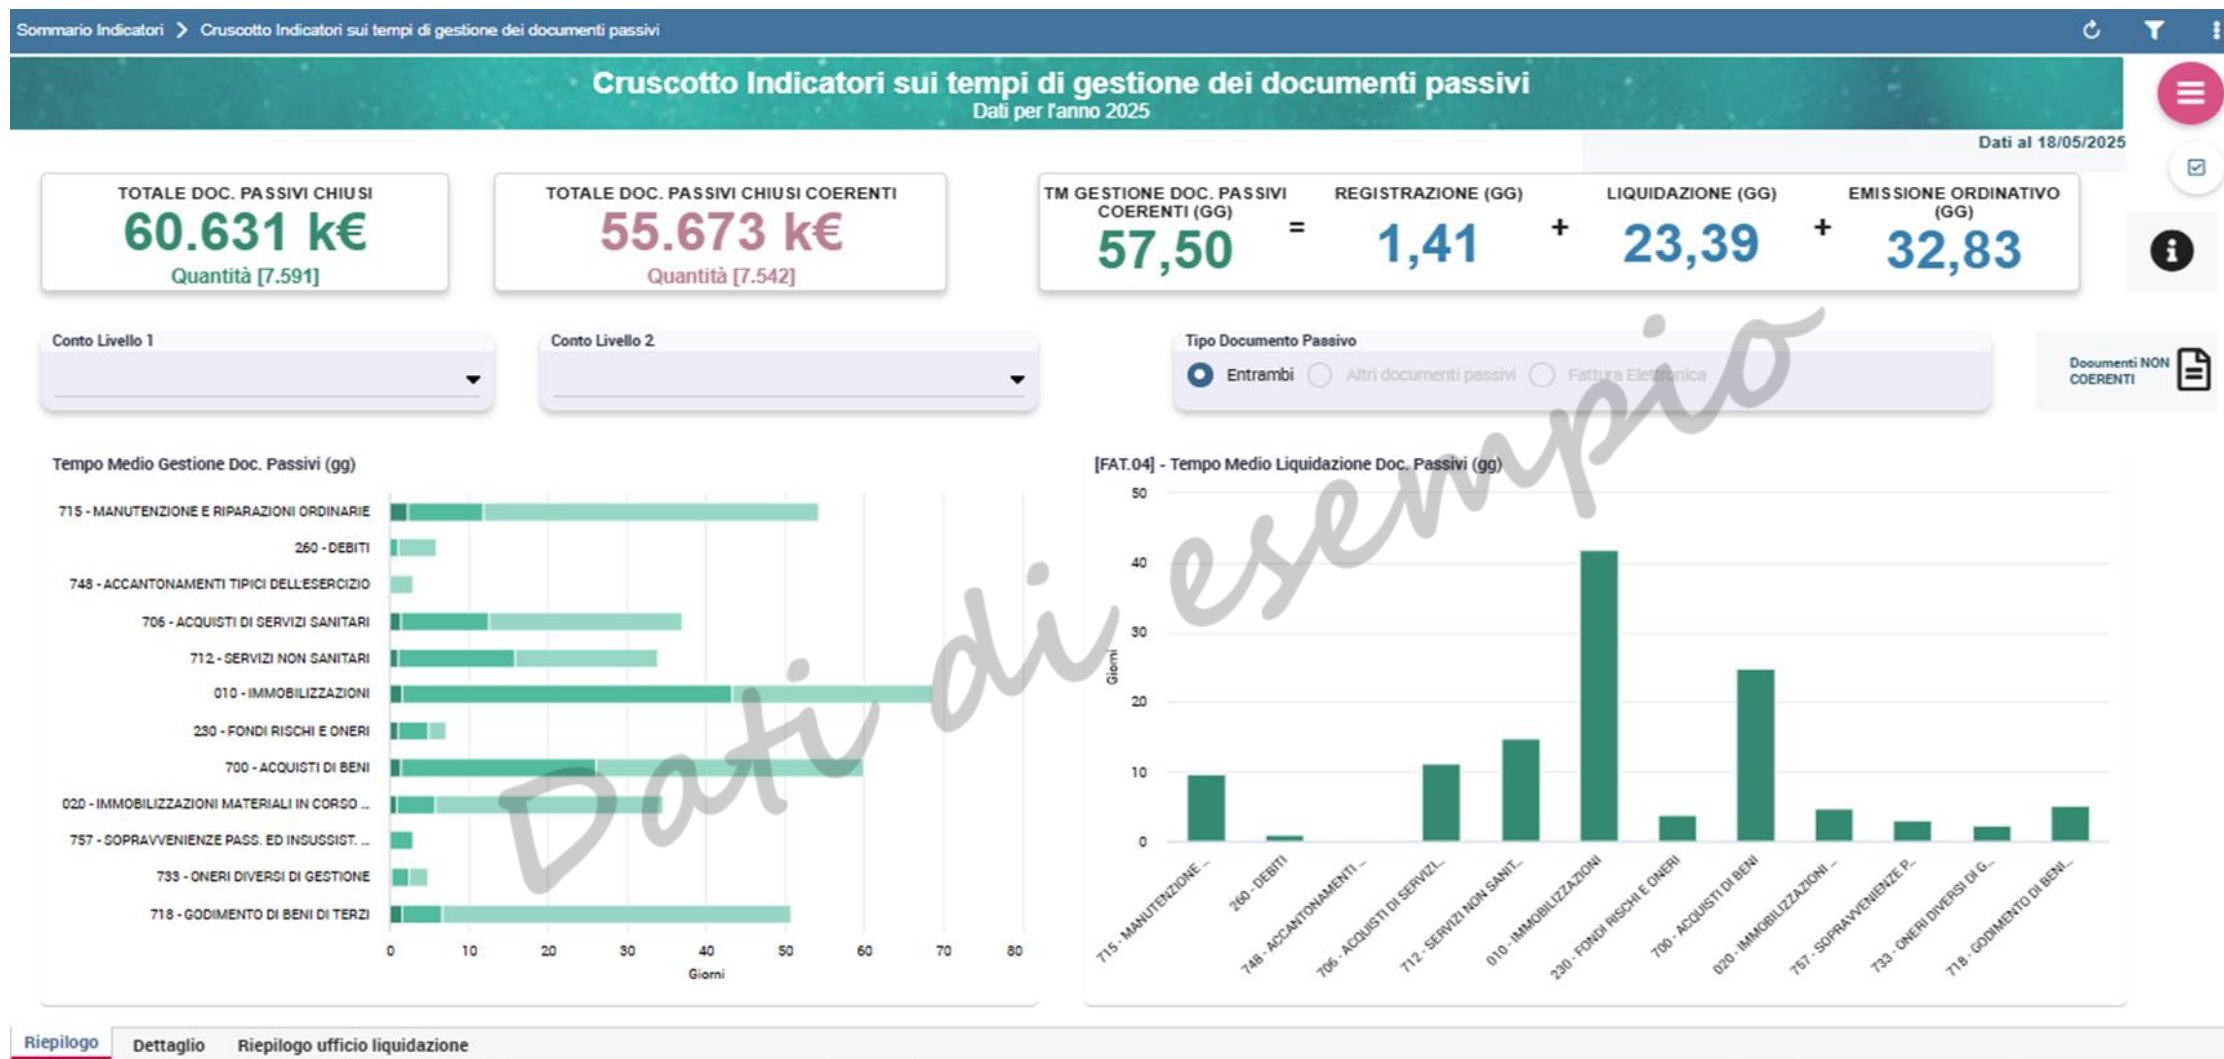 Sommario Indicatori > Cruscotto Indicatori sui tempi di gestione dei documenti passivi
Cruscotto Indicatori sui tempi di gestione dei documenti passivi
Dati per l'anno 2025
Dati al 18/05/2025
TOTALE DOC. PASSIVI CHIUSI
60.631 k€
Quantità [7.591]
TOTALE DOC. PASSIVI CHIUSI COERENTI
55.673 k€
Quantità [7.542]
TM GESTIONE DOC. PASSIVI
COERENTI (GG)
57,50
=
REGISTRAZIONE (GG)
1,41
+
LIQUIDAZIONE (GG)
23,39
+
EMISSIONE ORDINATIVO
(GG)
32,83
Conto Livello 1
Conto Livello 2
Tipo Documento Passivo
Entrambi Altri documenti passivi Fattura Elettronica
Documenti NON
COERENTI
Tempo Medio Gestione Doc. Passivi (gg)
715 - MANUTENZIONE E RIPARAZIONI ORDINARIE
260 - DEBITI
748 - ACCANTONAMENTI TIPICI DELL'ESERCIZIO
706 - ACQUISTI DI SERVIZI SANITARI
712 - SERVIZI NON SANITARI
010 - IMMOBILIZZAZIONI
230 - FONDI RISCHI E ONERI
700 - ACQUISTI DI BENI
020 - IMMOBILIZZAZIONI MATERIALI IN CORSO ...
757 - SOPRAVVENIENZE PASS. ED INSUSSIST. ...
733 - ONERI DIVERSI DI GESTIONE
718 - GODIMENTO DI BENI DI TERZI
0 10 20 30 40 50 60 70 80
Giorni
[FAT.04] - Tempo Medio Liquidazione Doc. Passivi (gg)
50
40
30
20
10
0
Giorni
715 - MANUTENZIONE ...
260 - DEBITI
748 - ACCANTONAMENTI ...
706 - ACQUISTI DI SERVIZI...
712 - SERVIZI NON SANIT...
010 - IMMOBILIZZAZIONI
230 - FONDI RISCHI E ONERI
700 - ACQUISTI DI BENI
020 - IMMOBILIZZAZIONI ...
757 - SOPRAVVENIENZE P...
733 - ONERI DIVERSI DI G...
718 - GODIMENTO DI BENI...
Dati di esempio
Riepilogo Dettaglio Riepilogo ufficio liquidazione